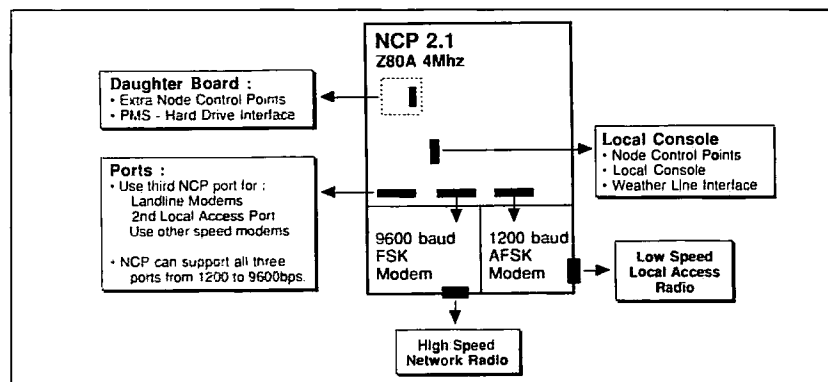 NCP 2.1
Z80A 4Mhz
Daughter Board :
• Extra Node Control Points
• PMS - Hard Drive Interface
Local Console
• Node Control Points
• Local Console
• Weather Line Interface
Ports :
• Use third NCP port for :
Landline Modems
2nd Local Access Port
Use other speed modems
• NCP can support all three
ports from 1200 to 9600bps.
9600 baud
FSK
Modem
1200 baud
AFSK
Modem
Low Speed
Local Access
Radio
High Speed
Network Radio